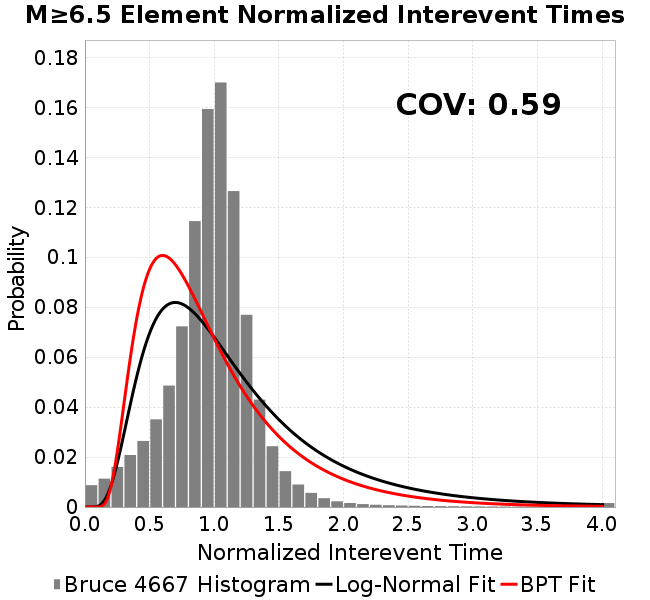 M≥6.5 Element Normalized Interevent Times
COV: 0.59
Probability
0.18
0.16
0.14
0.12
0.1
0.08
0.06
0.04
0.02
0
0.0 0.5 1.0 1.5 2.0 2.5 3.0 3.5 4.0
Normalized Interevent Time
Bruce 4667 Histogram Log-Normal Fit BPT Fit